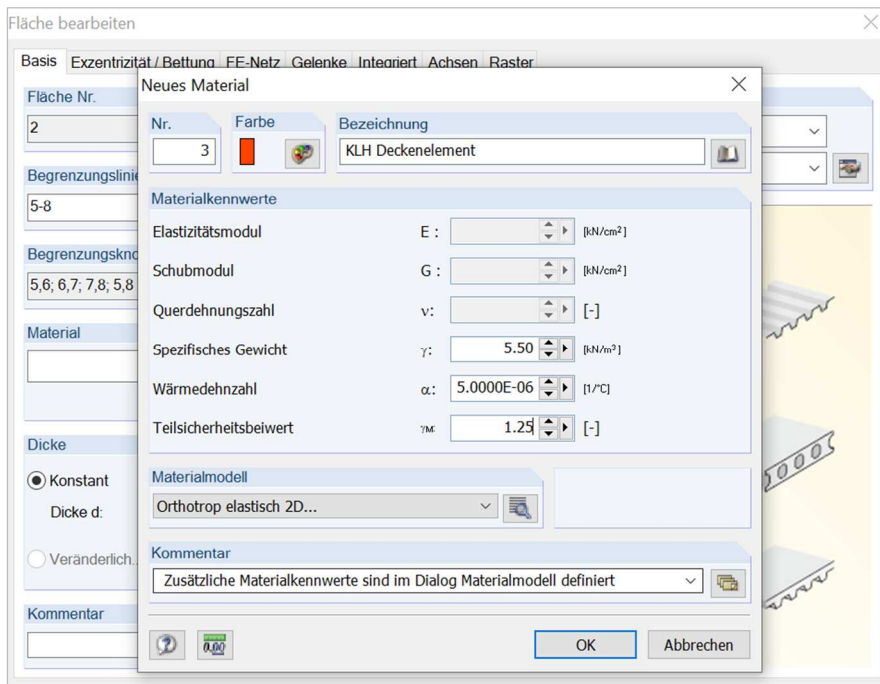 Fläche bearbeiten
Basis Exzentrizität / Bettung FE-Netz Gelenke Integriert Achsen Raster
Fläche Nr.
2
Begrenzungslinie
5-8
Begrenzungskno
5,6; 6,7; 7,8; 5,8
Material
Dicke
Konstant
Dicke d:
Veränderlich..
Kommentar
Neues Material
Nr. Farbe Bezeichnung
3 KLH Deckenelement
Materialkennwerte
Elastizitätsmodul E : [kN/cm²]
Schubmodul G : [kN/cm²]
Querdehnungszahl ν: [-]
Spezifisches Gewicht γ: 5.50 [kN/m³]
Wärmedehnzahl α: 5.0000E-06 [1/°C]
Teilsicherheitsbeiwert γM: 1.25 [-]
Materialmodell
Orthotrop elastisch 2D...
Kommentar
Zusätzliche Materialkennwerte sind im Dialog Materialmodell definiert
0,00 OK Abbrechen